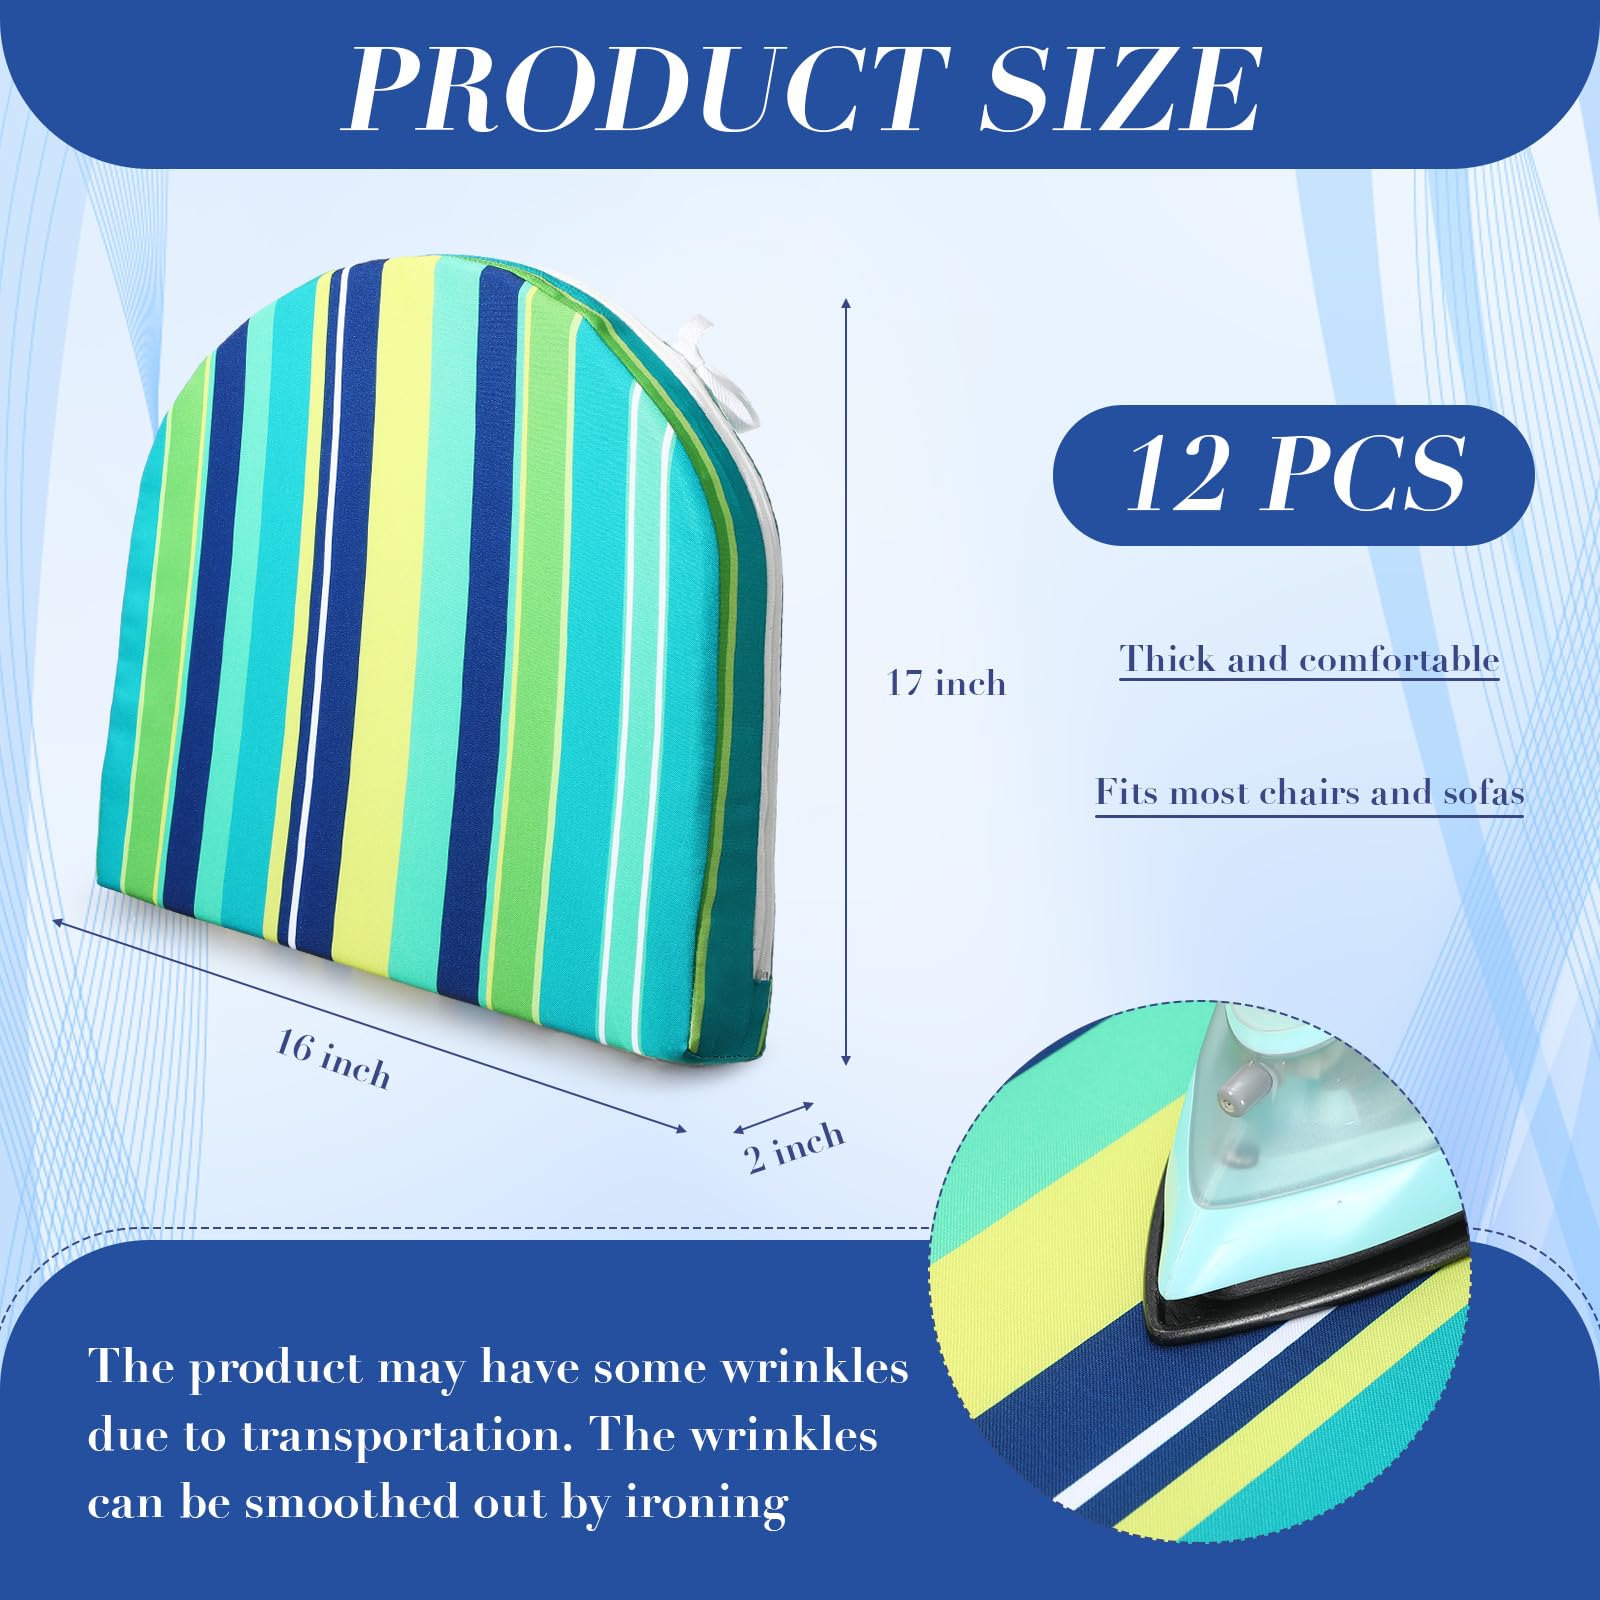 PRODUCT SIZE
12 PCS
17 inch
Thick and comfortable
Fits most chairs and sofas
16 inch
2 inch
The product may have some wrinkles
due to transportation. The wrinkles
can be smoothed out by ironing